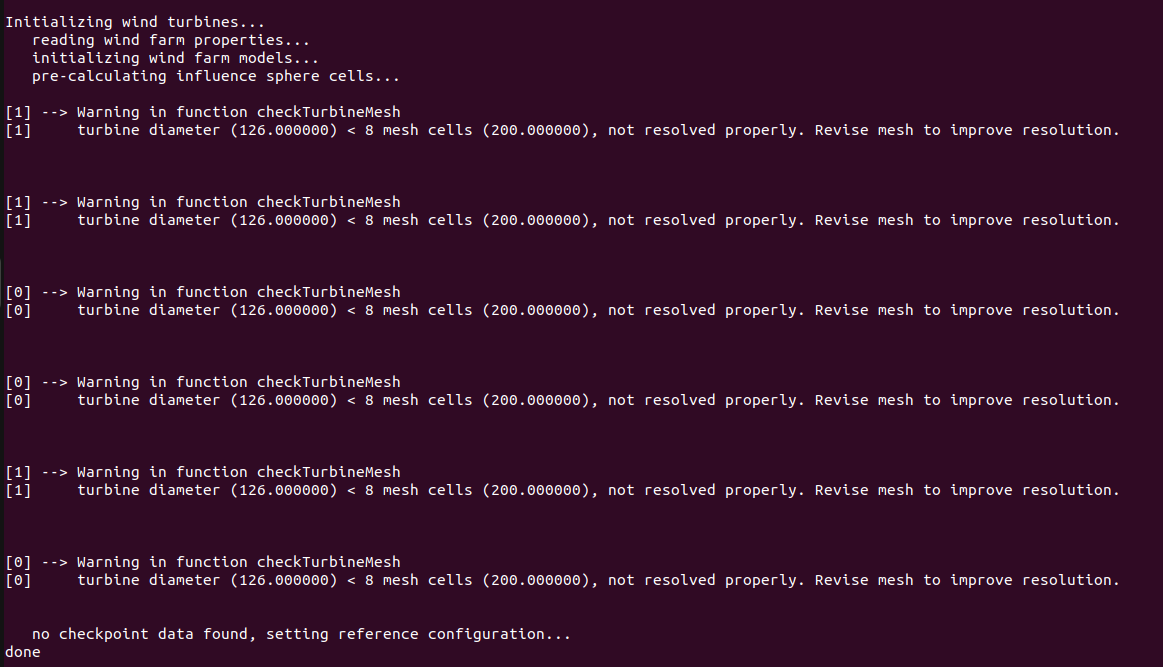 Initializing wind turbines...
reading wind farm properties...
initializing wind farm models...
pre-calculating influence sphere cells...
[1] --> Warning in function checkTurbineMesh
[1] turbine diameter (126.000000) < 8 mesh cells (200.000000), not resolved properly. Revise mesh to improve resolution.
[1] --> Warning in function checkTurbineMesh
[1] turbine diameter (126.000000) < 8 mesh cells (200.000000), not resolved properly. Revise mesh to improve resolution.
[0] --> Warning in function checkTurbineMesh
[0] turbine diameter (126.000000) < 8 mesh cells (200.000000), not resolved properly. Revise mesh to improve resolution.
[0] --> Warning in function checkTurbineMesh
[0] turbine diameter (126.000000) < 8 mesh cells (200.000000), not resolved properly. Revise mesh to improve resolution.
[1] --> Warning in function checkTurbineMesh
[1] turbine diameter (126.000000) < 8 mesh cells (200.000000), not resolved properly. Revise mesh to improve resolution.
[0] --> Warning in function checkTurbineMesh
[0] turbine diameter (126.000000) < 8 mesh cells (200.000000), not resolved properly. Revise mesh to improve resolution.
no checkpoint data found, setting reference configuration...
done